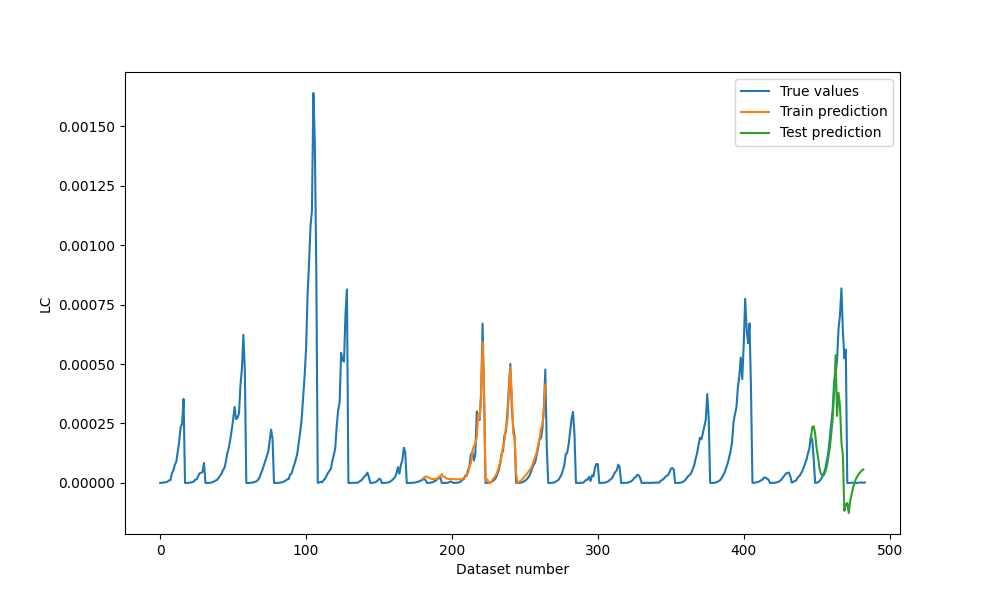 True values
Train prediction
Test prediction
0.00150
0.00125
0.00100
0.00075
0.00050
0.00025
0.00000
LC
0 100 200 300 400 500
Dataset number